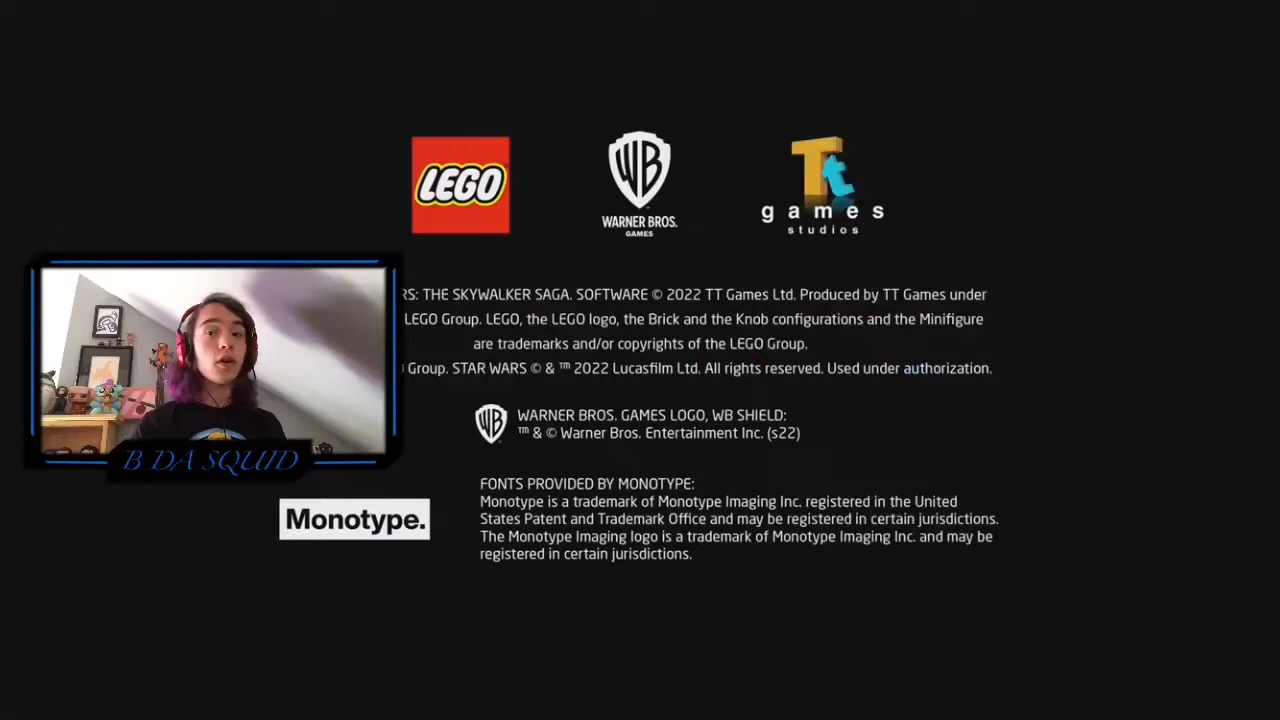 LEGO
WB
WARNER BROS.
GAMES
Tt
games
studios
RS: THE SKYWALKER SAGA. SOFTWARE © 2022 TT Games Ltd. Produced by TT Games under
LEGO Group. LEGO, the LEGO logo, the Brick and the Knob configurations and the Minifigure
are trademarks and/or copyrights of the LEGO Group.
Group. STAR WARS © & ™ 2022 Lucasfilm Ltd. All rights reserved. Used under authorization.
B DA SQUID
WB
WARNER BROS. GAMES LOGO, WB SHIELD:
™ & © Warner Bros. Entertainment Inc. (s22)
Monotype.
FONTS PROVIDED BY MONOTYPE:
Monotype is a trademark of Monotype Imaging Inc. registered in the United
States Patent and Trademark Office and may be registered in certain jurisdictions.
The Monotype Imaging logo is a trademark of Monotype Imaging Inc. and may be
registered in certain jurisdictions.